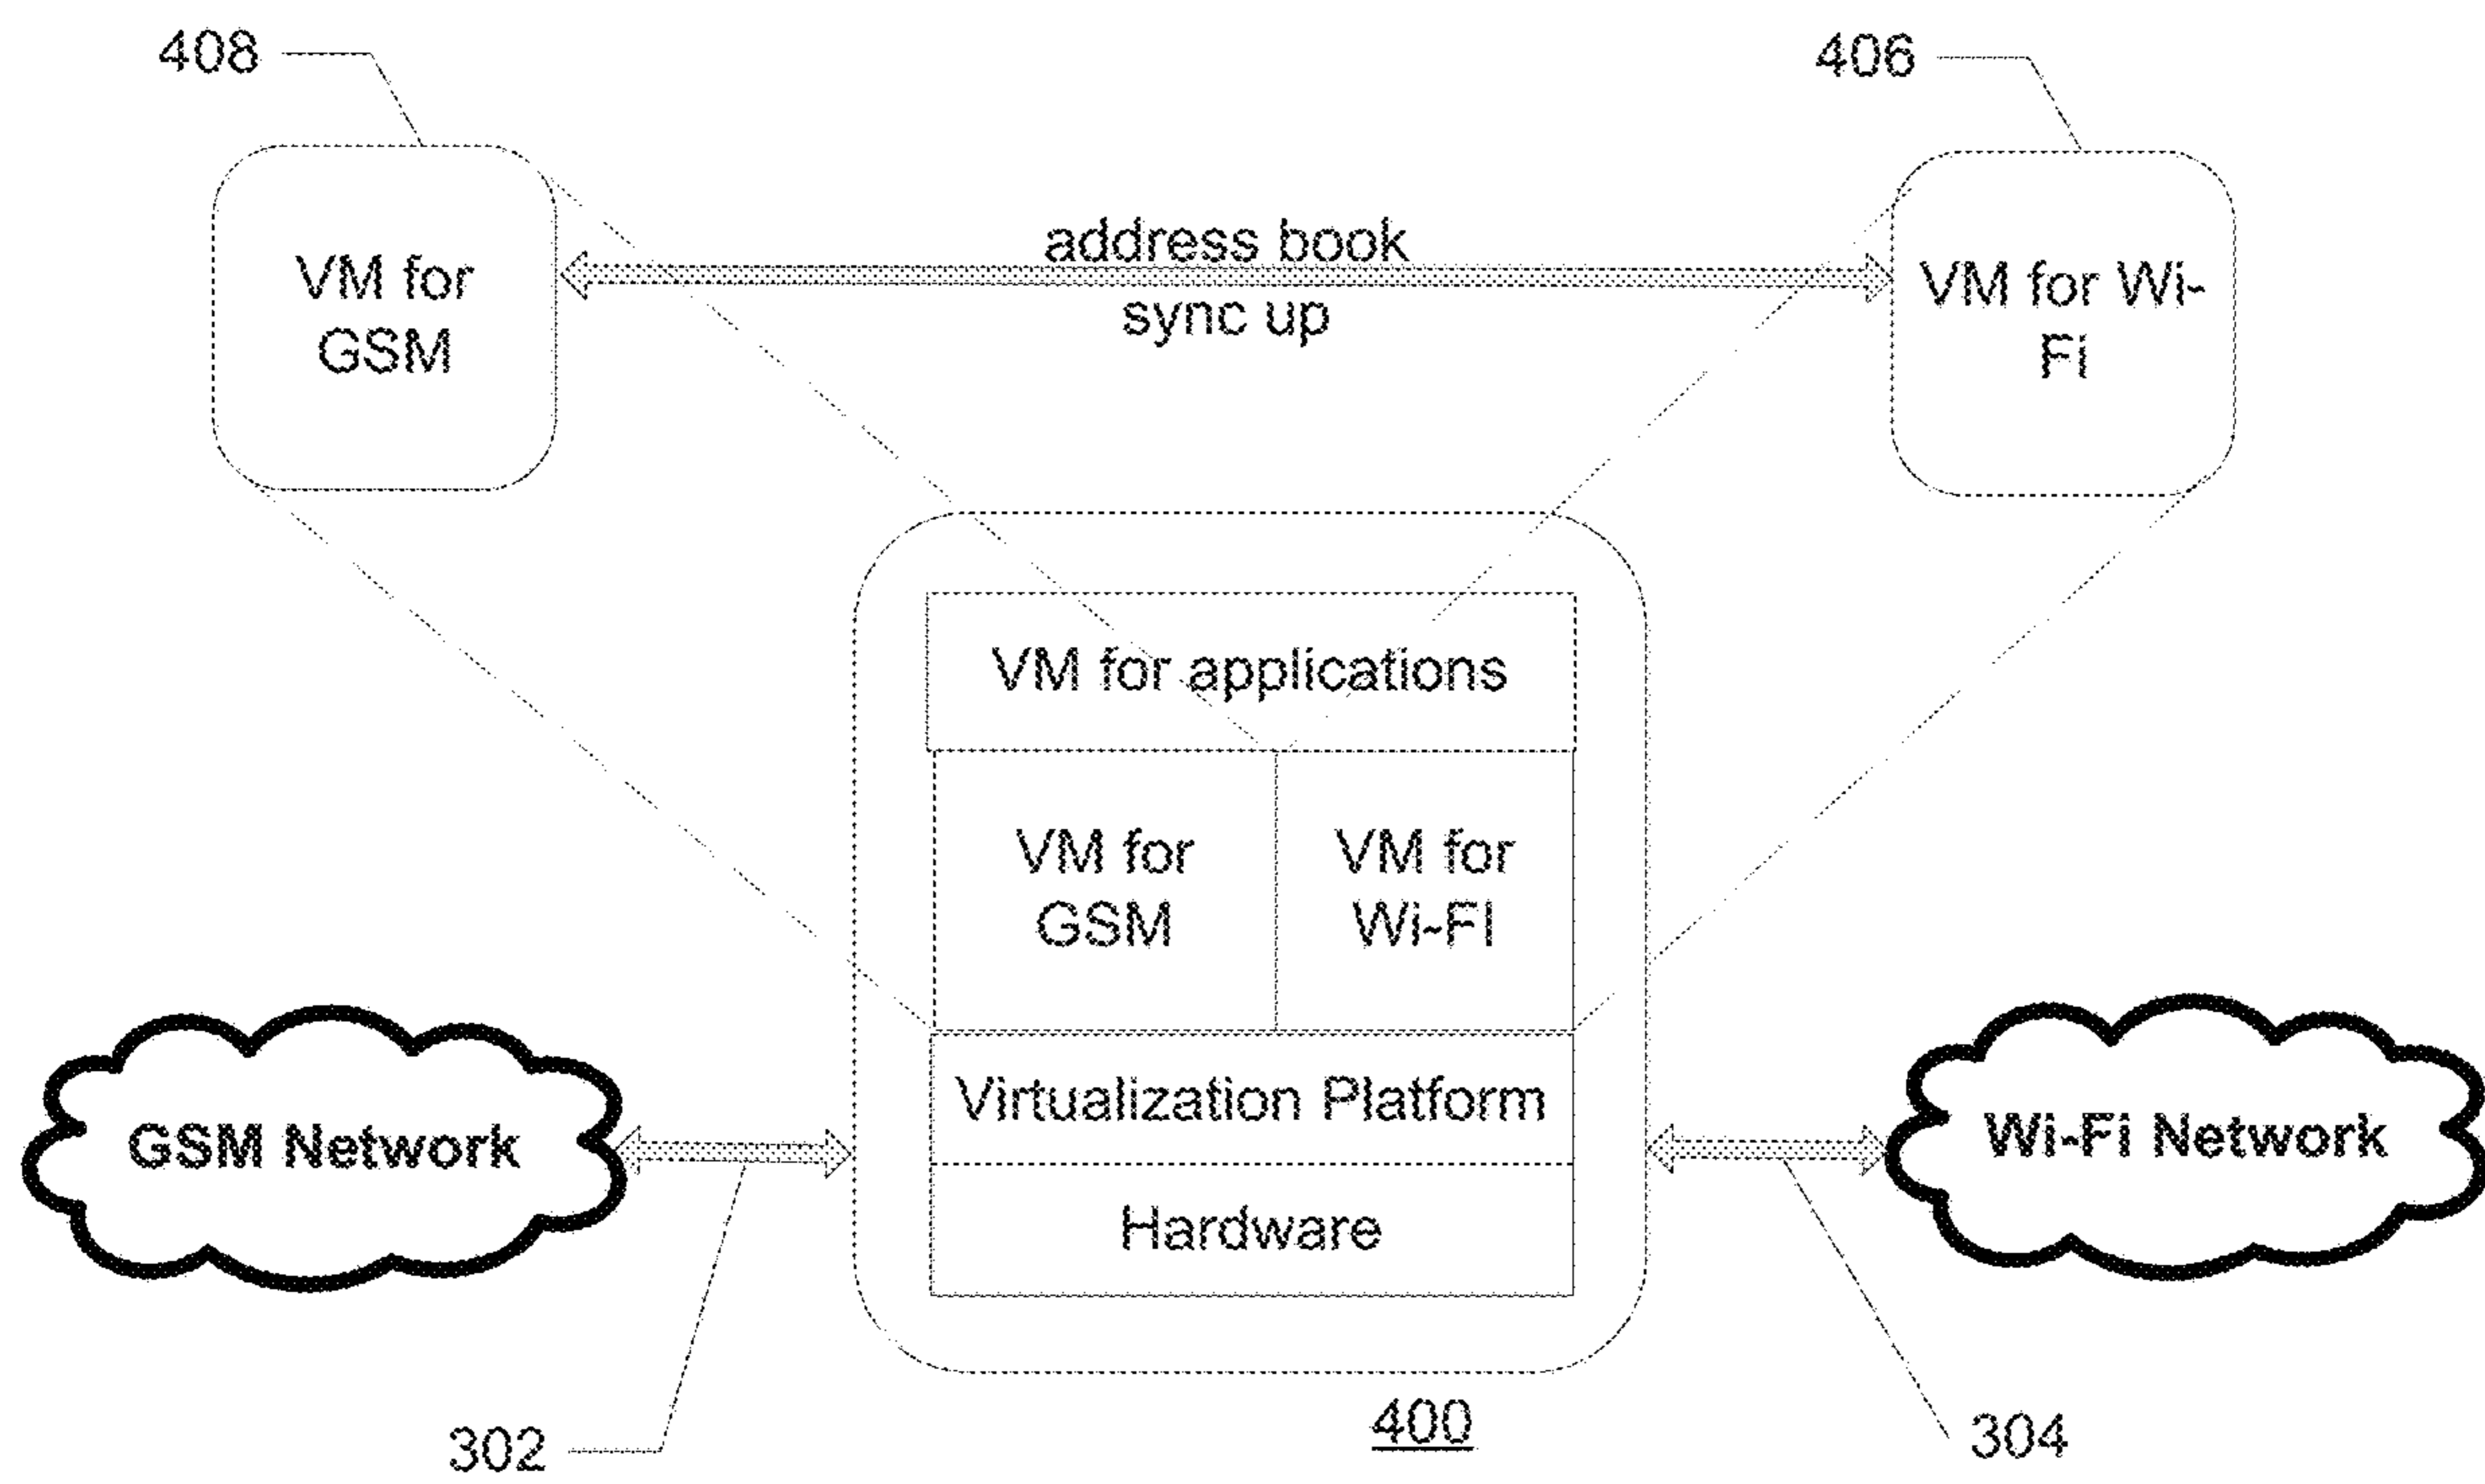 408
406
VM for
GSM
address book
sync up
VM for Wi-
Fi
VM for applications
VM for
GSM
VM for
Wi-FI
Virtualization Platform
Hardware
GSM Network
Wi-Fi Network
302
400
304